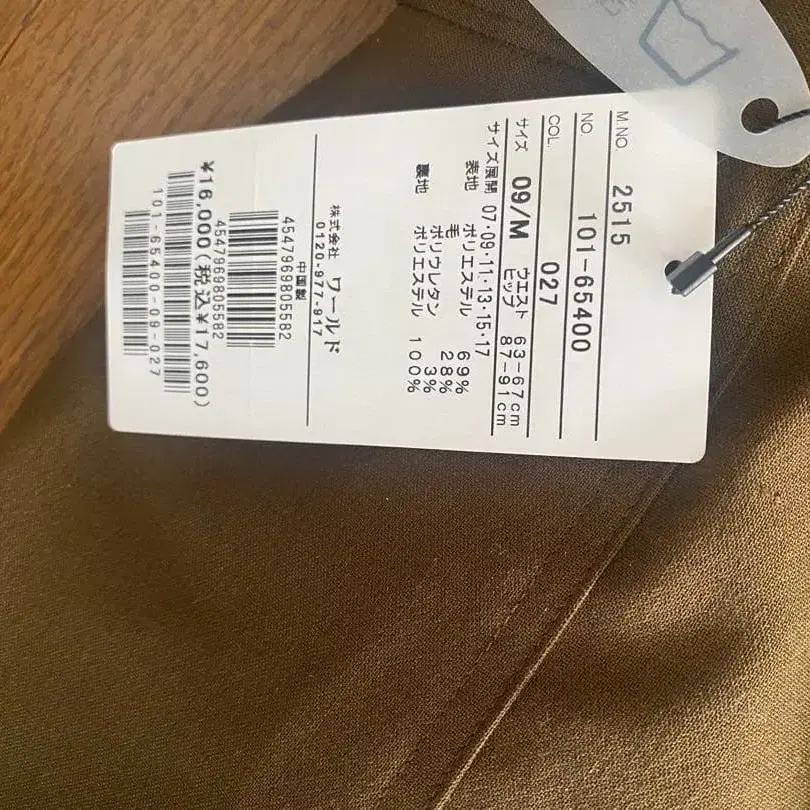 M.NO. 2515
NO. 101-65400
COL. 027
サイズ 09/M ウエスト 63-67cm
ヒップ 87-91cm
サイズ展開 07・09・11・13・15・17
表地 ポリエステル 69%
毛 28%
ポリウレタン 3%
裏地 ポリエステル 100%
株式会社 ワールド
0120-977-917
中国製
4547969805582
4547969805582
¥16,000(税込¥17,600)
101-65400-09-027